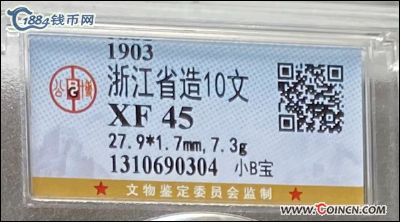 1884钱币网
1903
浙江省造10文
XF 45
27.9*1.7mm,7.3g
1310690304 小B宝
★ 文物鉴定委员会监制 ★
WWW.COINCN.COM